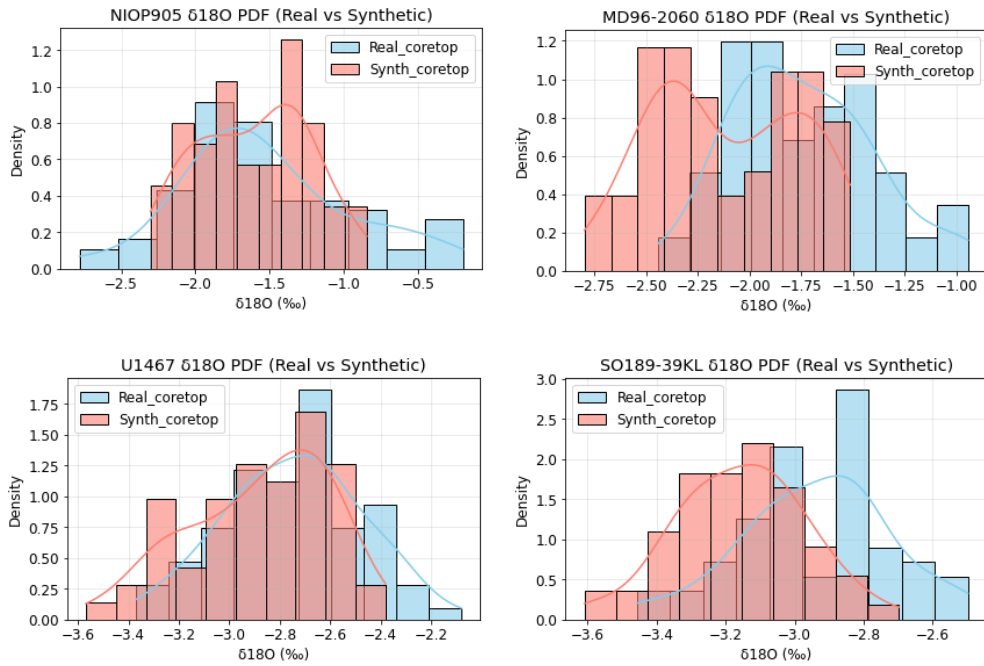 NIOP905 δ18O PDF (Real vs Synthetic)
Real_coretop
Synth_coretop
Density
1.2
1.0
0.8
0.6
0.4
0.2
0.0
−2.5
−2.0
−1.5
−1.0
−0.5
δ18O (‰)
MD96-2060 δ18O PDF (Real vs Synthetic)
Real_coretop
Synth_coretop
Density
1.2
1.0
0.8
0.6
0.4
0.2
0.0
−2.75
−2.50
−2.25
−2.00
−1.75
−1.50
−1.25
−1.00
δ18O (‰)
U1467 δ18O PDF (Real vs Synthetic)
Real_coretop
Synth_coretop
Density
1.75
1.50
1.25
1.00
0.75
0.50
0.25
0.00
−3.6
−3.4
−3.2
−3.0
−2.8
−2.6
−2.4
−2.2
δ18O (‰)
SO189-39KL δ18O PDF (Real vs Synthetic)
Real_coretop
Synth_coretop
Density
3.0
2.5
2.0
1.5
1.0
0.5
0.0
−3.6
−3.4
−3.2
−3.0
−2.8
−2.6
δ18O (‰)